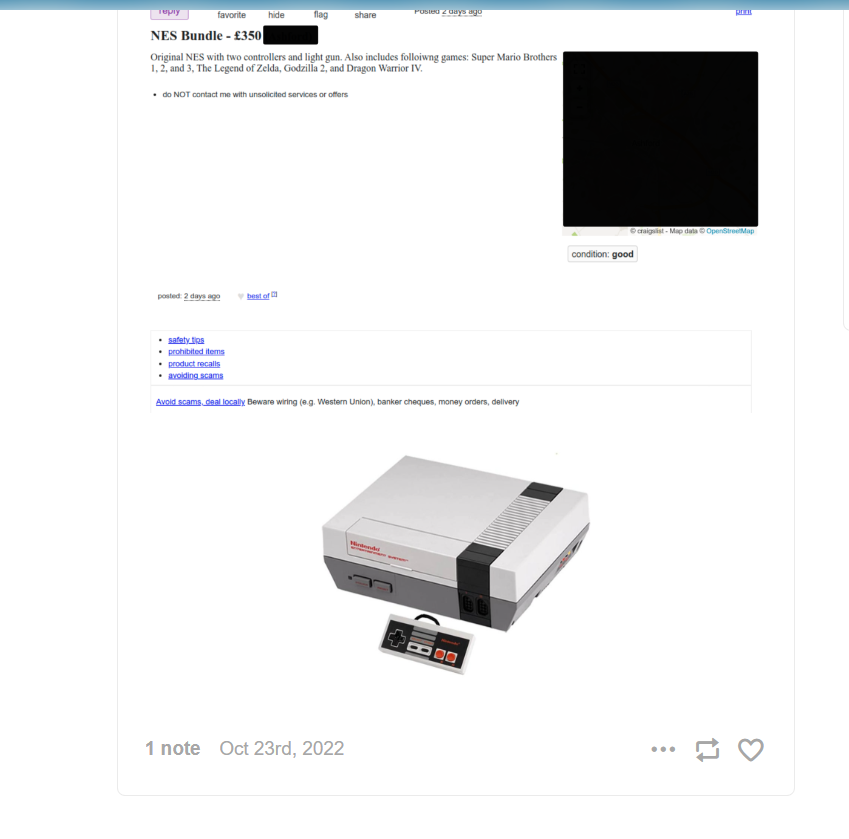 reply
favorite
hide
flag
share
Posted 2 days ago
print
NES Bundle - £350
Original NES with two controllers and light gun. Also includes folloiwng games: Super Mario Brothers
1, 2, and 3, The Legend of Zelda, Godzilla 2, and Dragon Warrior IV.
• do NOT contact me with unsolicited services or offers
© craigslist - Map data © OpenStreetMap
condition: good
posted: 2 days ago ♥ best of [?]
• safety tips
• prohibited items
• product recalls
• avoiding scams
Avoid scams, deal locally Beware wiring (e.g. Western Union), banker cheques, money orders, delivery
Nintendo
ENTERTAINMENT SYSTEM
Nintendo
1 note Oct 23rd, 2022